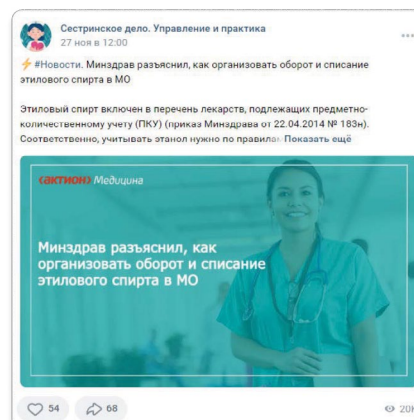 Сестринское дело. Управление и практика
27 ноя в 12:00
⚡ #Новости. Минздрав разъяснил, как организовать оборот и списание
этилового спирта в МО
Этиловый спирт включен в перечень лекарств, подлежащих предметно-
количественному учету (ПКУ) (приказ Минздрава от 22.04.2014 № 183н).
Соответственно, учитывать этанол нужно по Показать ещё
(АКТИОН) Медицина
Минздрав разъяснил, как
организовать оборот и списание
этилового спирта в МО
54 68